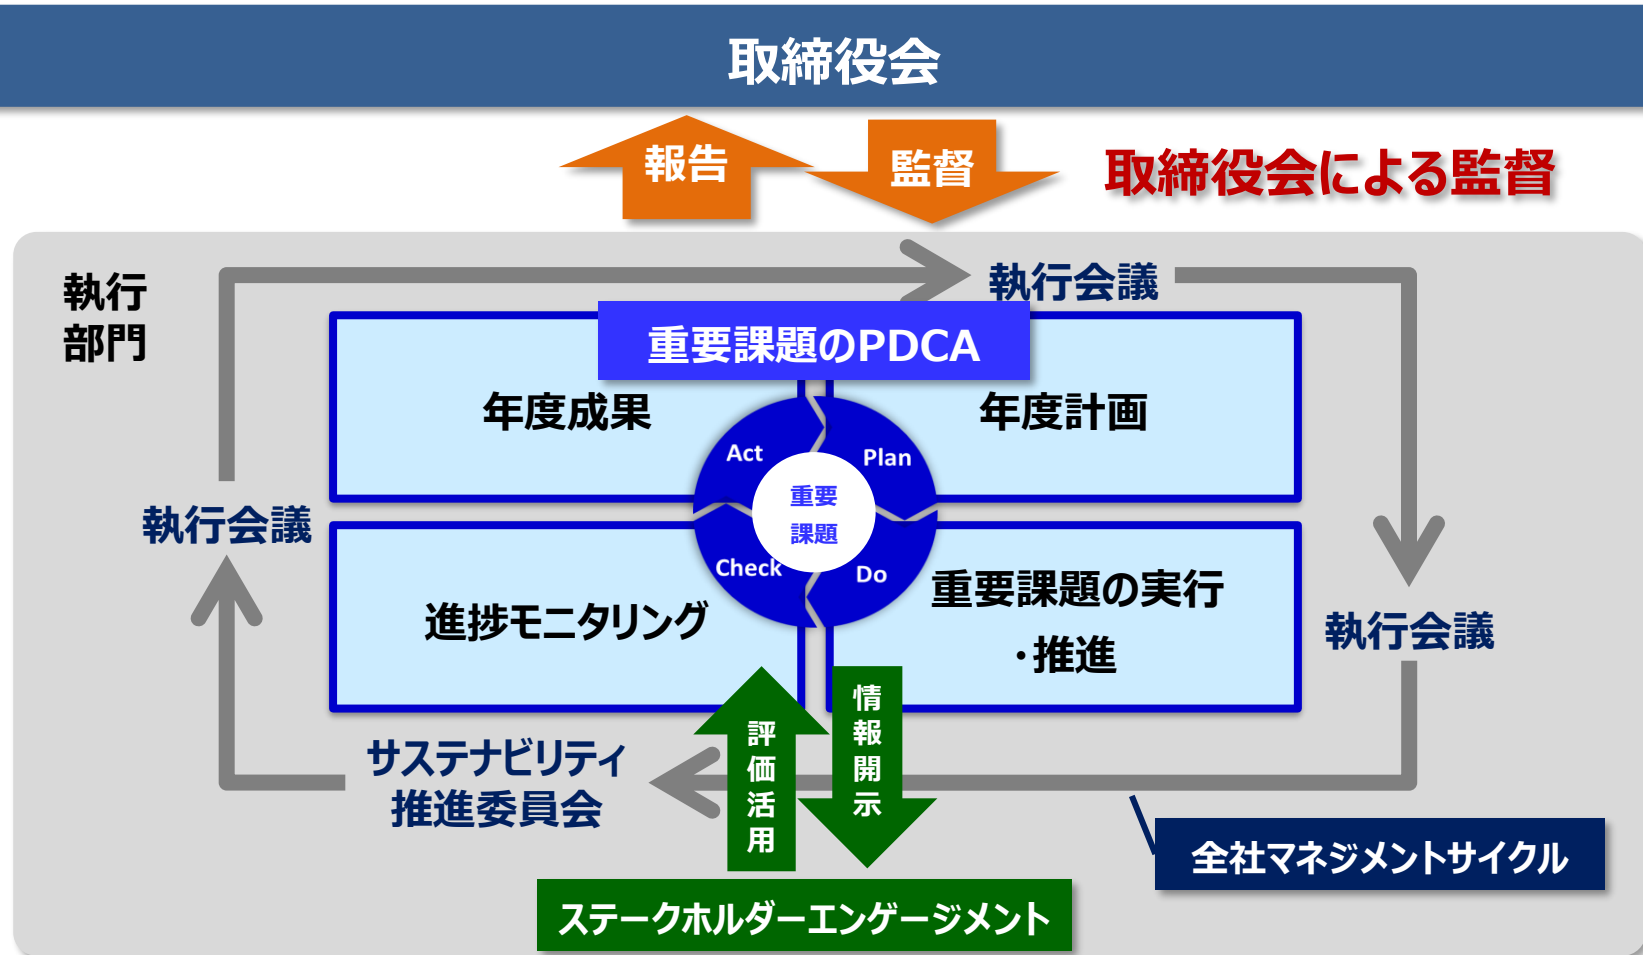 取締役会
報告
監督
取締役会による監督
執行
部門
執行会議
重要課題のPDCA
年度成果
年度計画
Act
Plan
重要
課題
Check
Do
執行会議
進捗モニタリング
重要課題の実行
・推進
執行会議
サステナビリティ
推進委員会
評価活用
情報開示
全社マネジメントサイクル
ステークホルダーエンゲージメント